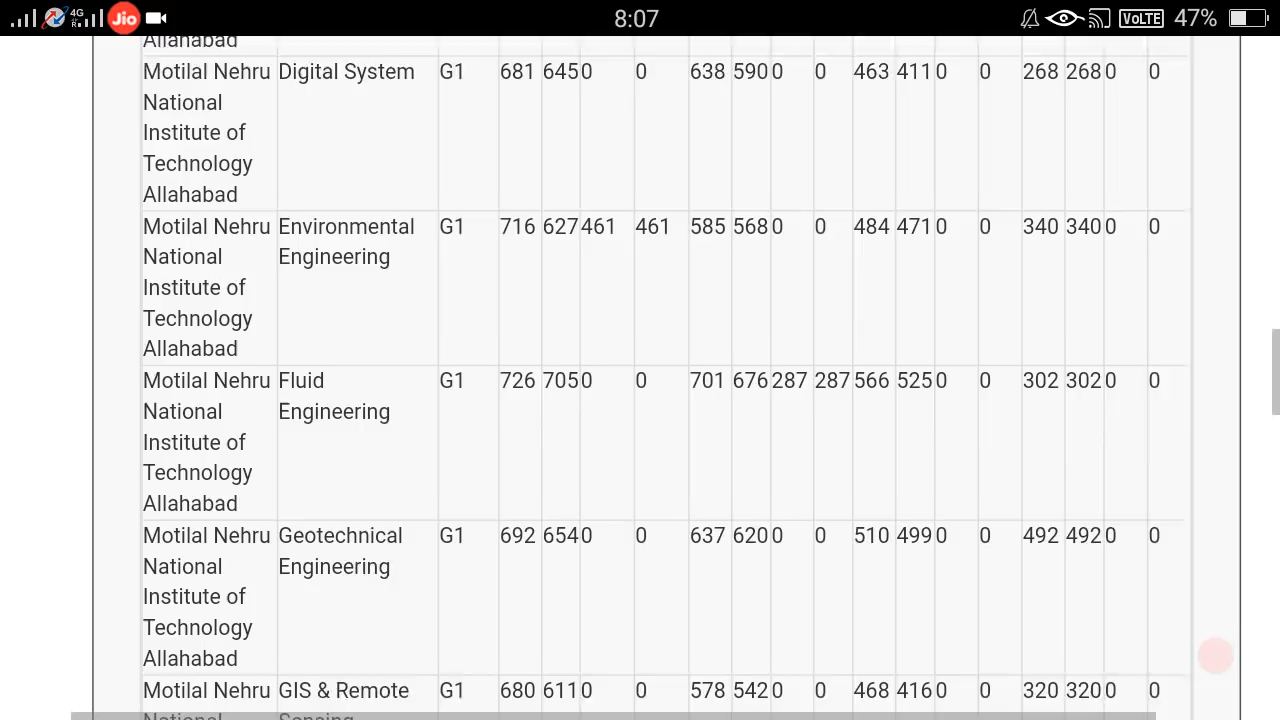 4G
R
Jio
8:07
VoLTE
47%
Allahabad
Motilal Nehru Digital System G1 681 645 0 0 638 590 0 0 463 411 0 0 268 268 0 0
National
Institute of
Technology
Allahabad
Motilal Nehru Environmental G1 716 627 461 461 585 568 0 0 484 471 0 0 340 340 0 0
National Engineering
Institute of
Technology
Allahabad
Motilal Nehru Fluid G1 726 705 0 0 701 676 287 287 566 525 0 0 302 302 0 0
National Engineering
Institute of
Technology
Allahabad
Motilal Nehru Geotechnical G1 692 654 0 0 637 620 0 0 510 499 0 0 492 492 0 0
National Engineering
Institute of
Technology
Allahabad
Motilal Nehru GIS & Remote G1 680 611 0 0 578 542 0 0 468 416 0 0 320 320 0 0
National Sensing